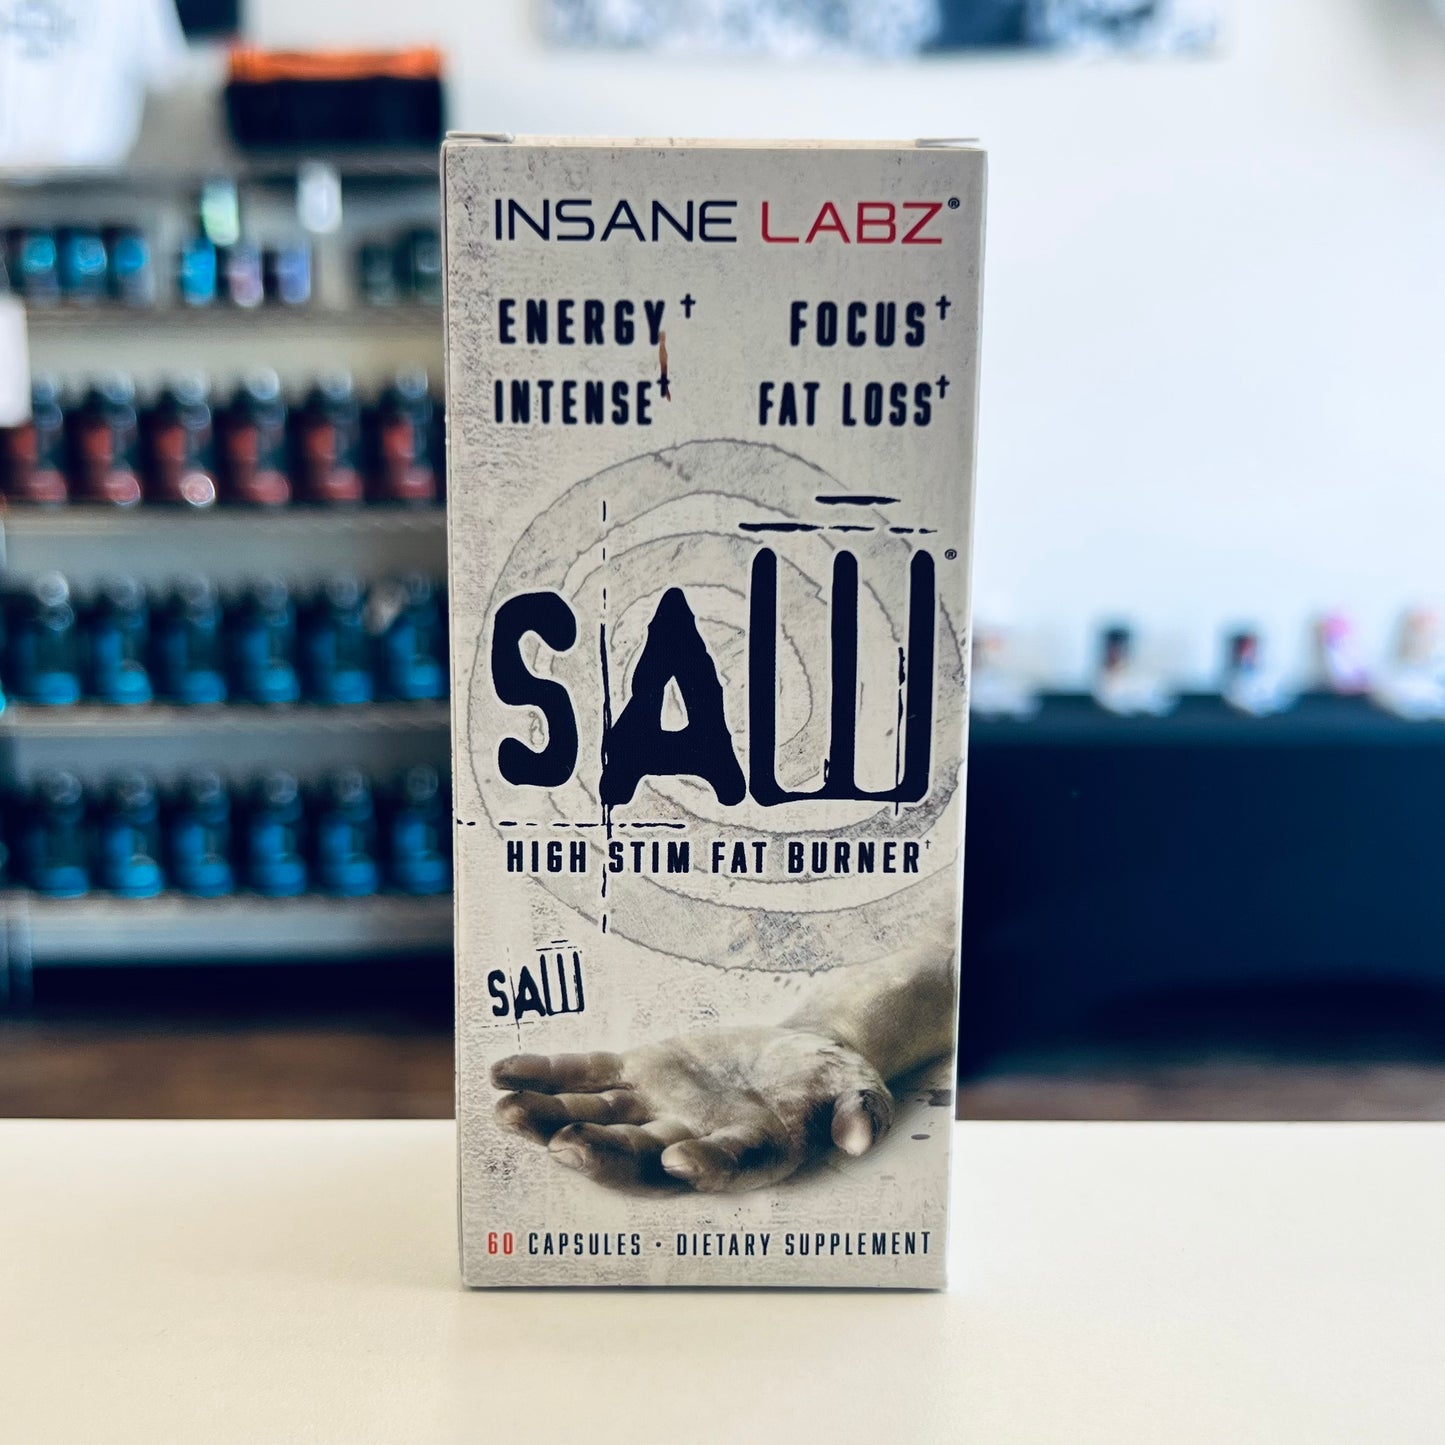 INSANE LABZ®
ENERGY† FOCUS†
INTENSE† FAT LOSS†
SAW®
HIGH STIM FAT BURNER†
SAW
60 CAPSULES · DIETARY SUPPLEMENT